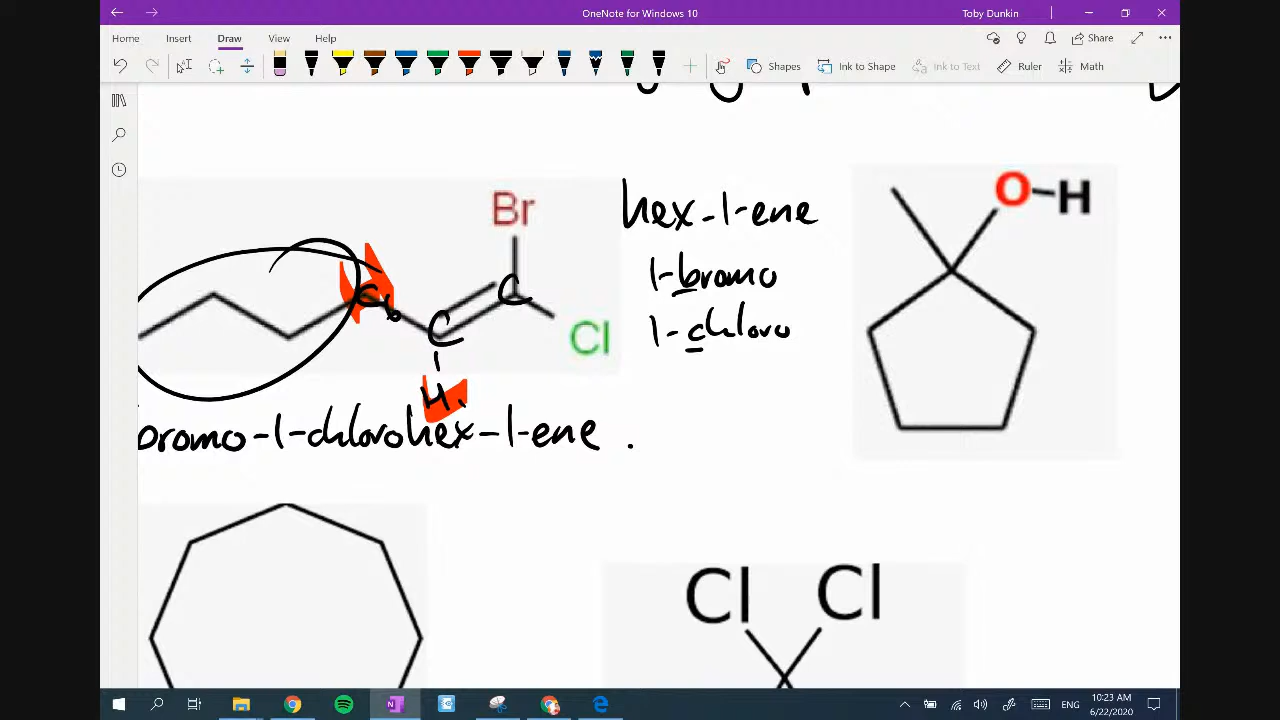 OneNote for Windows 10
Toby Dunkin
Home Insert Draw View Help
Share
Shapes
Ink to Shape
Ink to Text
Ruler
Math
Br
C
C
C
H
Cl
hex-1-ene
1-bromo
1-chloro
O-H
bromo-1-chlorohex-1-ene.
Cl Cl
ENG
10:23 AM
6/22/2020